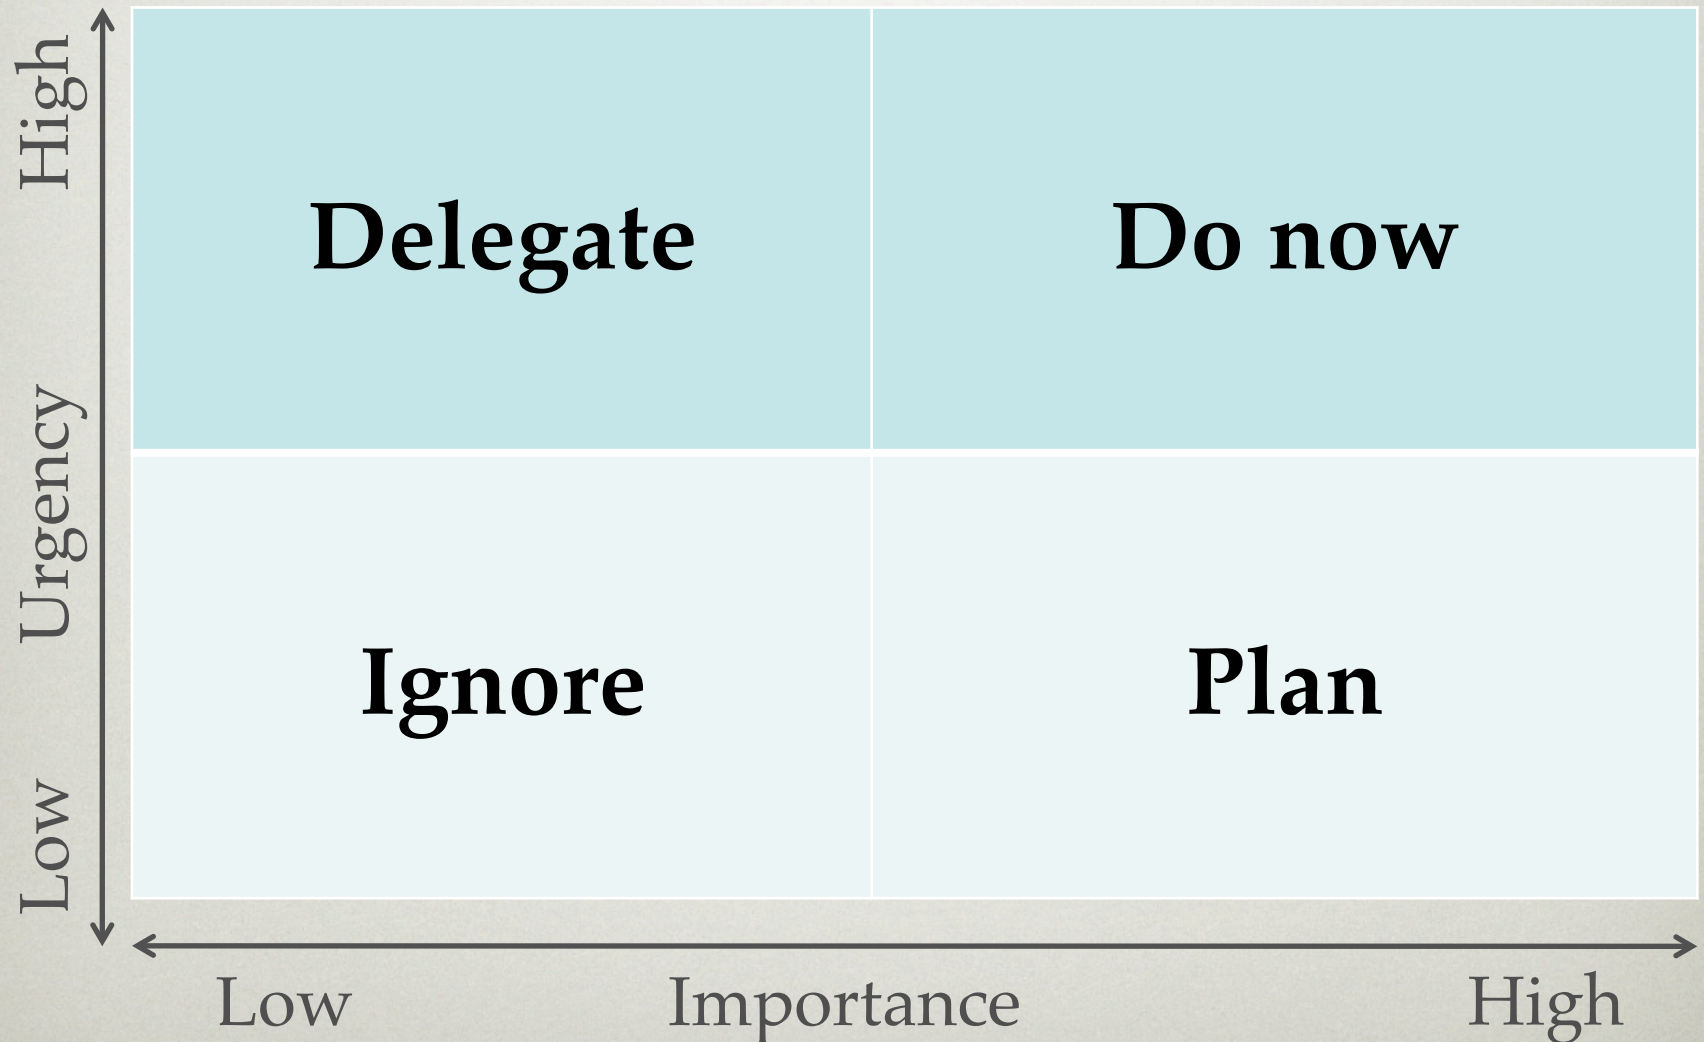 High
Delegate
Do now
Urgency
Ignore
Plan
Low
Low
Importance
High